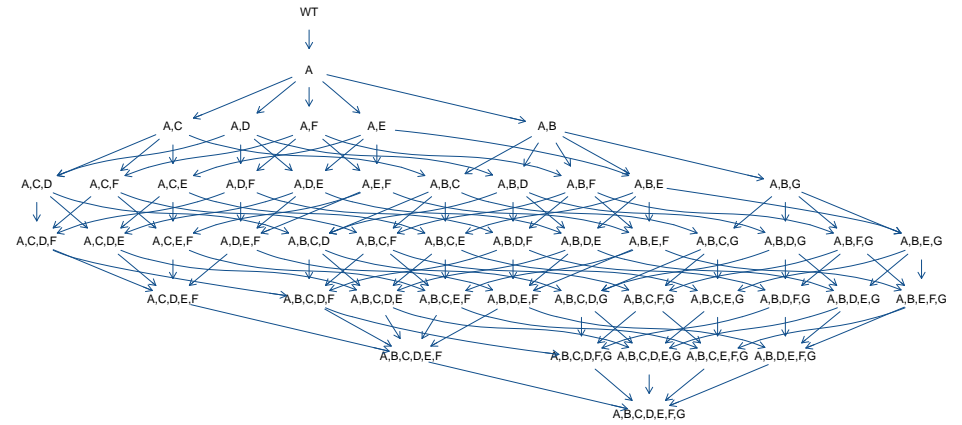 WT
A
A,C A,D A,F A,E A,B
A,C,D A,C,F A,C,E A,D,F A,D,E A,E,F A,B,C A,B,D A,B,F A,B,E A,B,G
A,C,D,F A,C,D,E A,C,E,F A,D,E,F A,B,C,D A,B,C,F A,B,C,E A,B,D,F A,B,D,E A,B,E,F A,B,C,G A,B,D,G A,B,F,G A,B,E,G
A,C,D,E,F A,B,C,D,F A,B,C,D,E A,B,C,E,F A,B,D,E,F A,B,C,D,G A,B,C,F,G A,B,C,E,G A,B,D,F,G A,B,D,E,G A,B,E,F,G
A,B,C,D,E,F A,B,C,D,F,G A,B,C,D,E,G A,B,C,E,F,G A,B,D,E,F,G
A,B,C,D,E,F,G